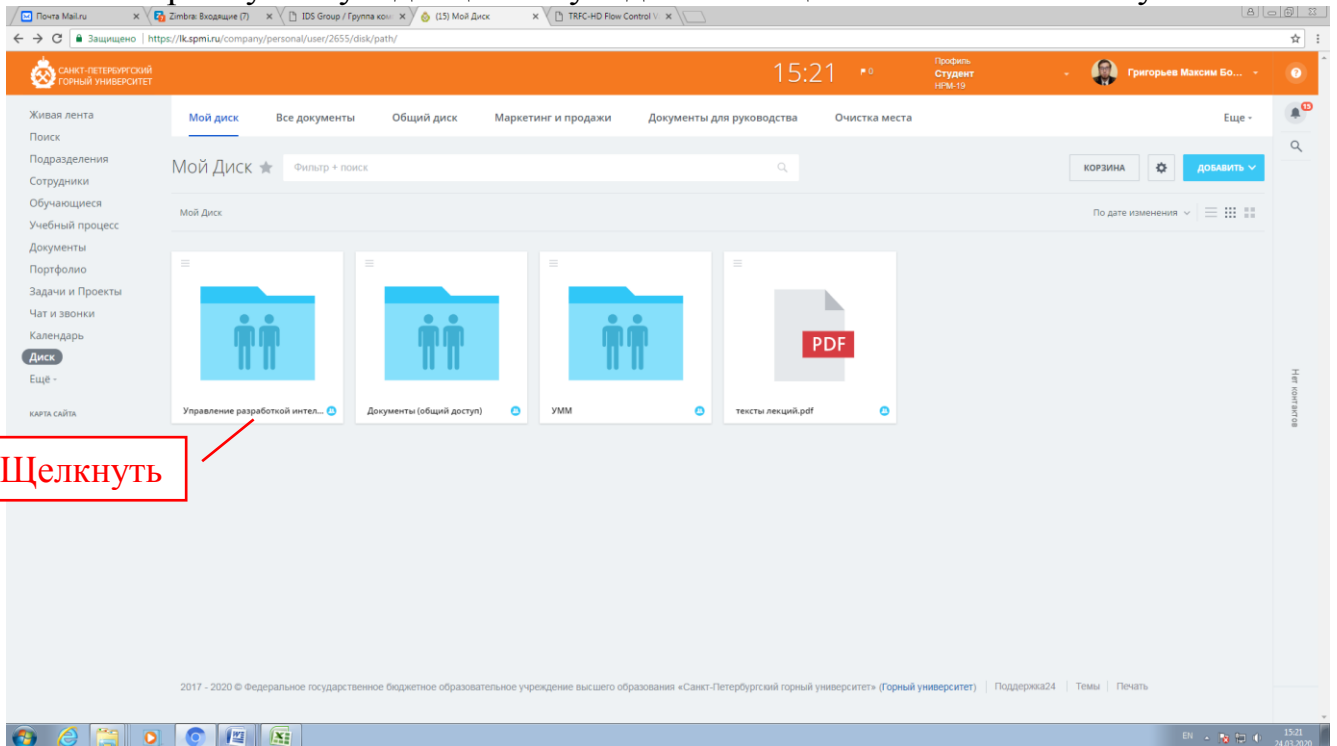 Почта Mail.ru
Zimbra: Входящие (7)
IDS Group / Группа ком
(15) Мой Диск
TRFC-HD Flow Control V
Защищено | https://lk.spmi.ru/company/personal/user/2655/disk/path/
САНКТ-ПЕТЕРБУРГСКИЙ
ГОРНЫЙ УНИВЕРСИТЕТ
15:21
0
Профиль
Студент
НРМ-19
Григорьев Максим Бо...
?
15
Живая лента
Поиск
Подразделения
Сотрудники
Обучающиеся
Учебный процесс
Документы
Портфолио
Задачи и Проекты
Чат и звонки
Календарь
Диск
Ещё -
КАРТА САЙТА
Мой диск Все документы Общий диск Маркетинг и продажи Документы для руководства Очистка места Еще -
Мой Диск
Фильтр + поиск
КОРЗИНА
ДОБАВИТЬ
Мой Диск
По дате изменения
PDF
Управление разработкой интел...
Документы (общий доступ)
УММ
тексты лекций.pdf
Нет контактов
Щелкнуть
2017 - 2020 © Федеральное государственное бюджетное образовательное учреждение высшего образования «Санкт-Петербургский горный университет» (Горный университет) Поддержка24 Темы Печать
EN
15:21
24.03.2020